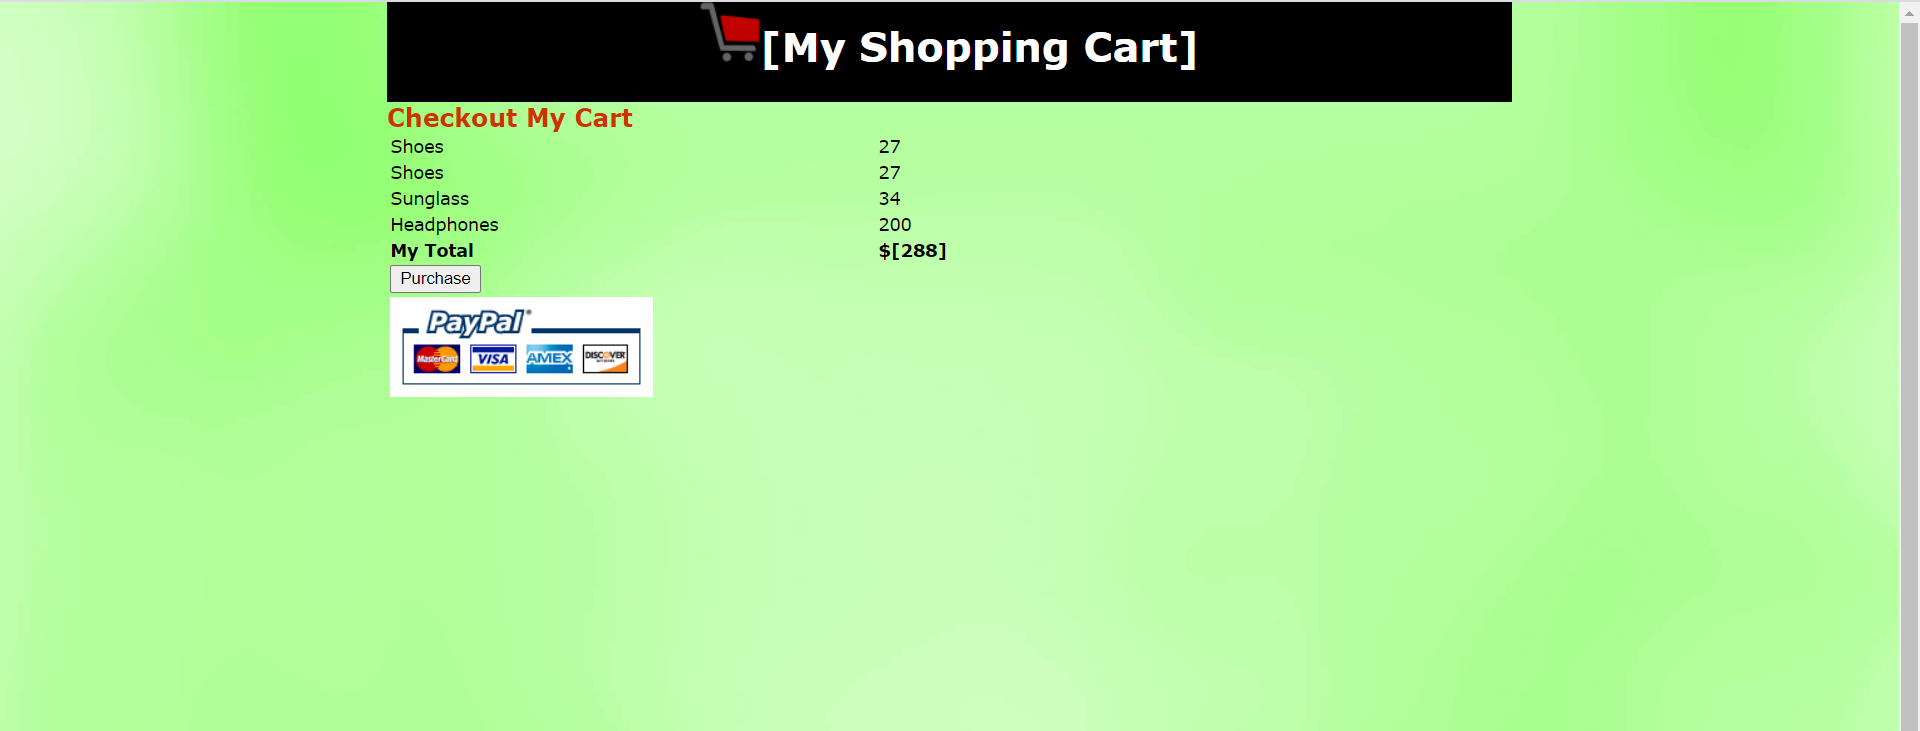 [My Shopping Cart]
Checkout My Cart
Shoes 27
Shoes 27
Sunglass 34
Headphones 200
My Total $[288]
Purchase
PayPal
MasterCard VISA AMEX DISCOVER